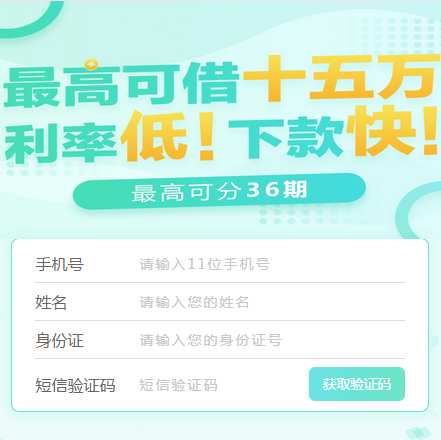 最高可借十五万
利率低!下款快!
最高可分36期
手机号 请输入11位手机号
姓名 请输入您的姓名
身份证 请输入您的身份证号
短信验证码 请输入验证码 获取验证码